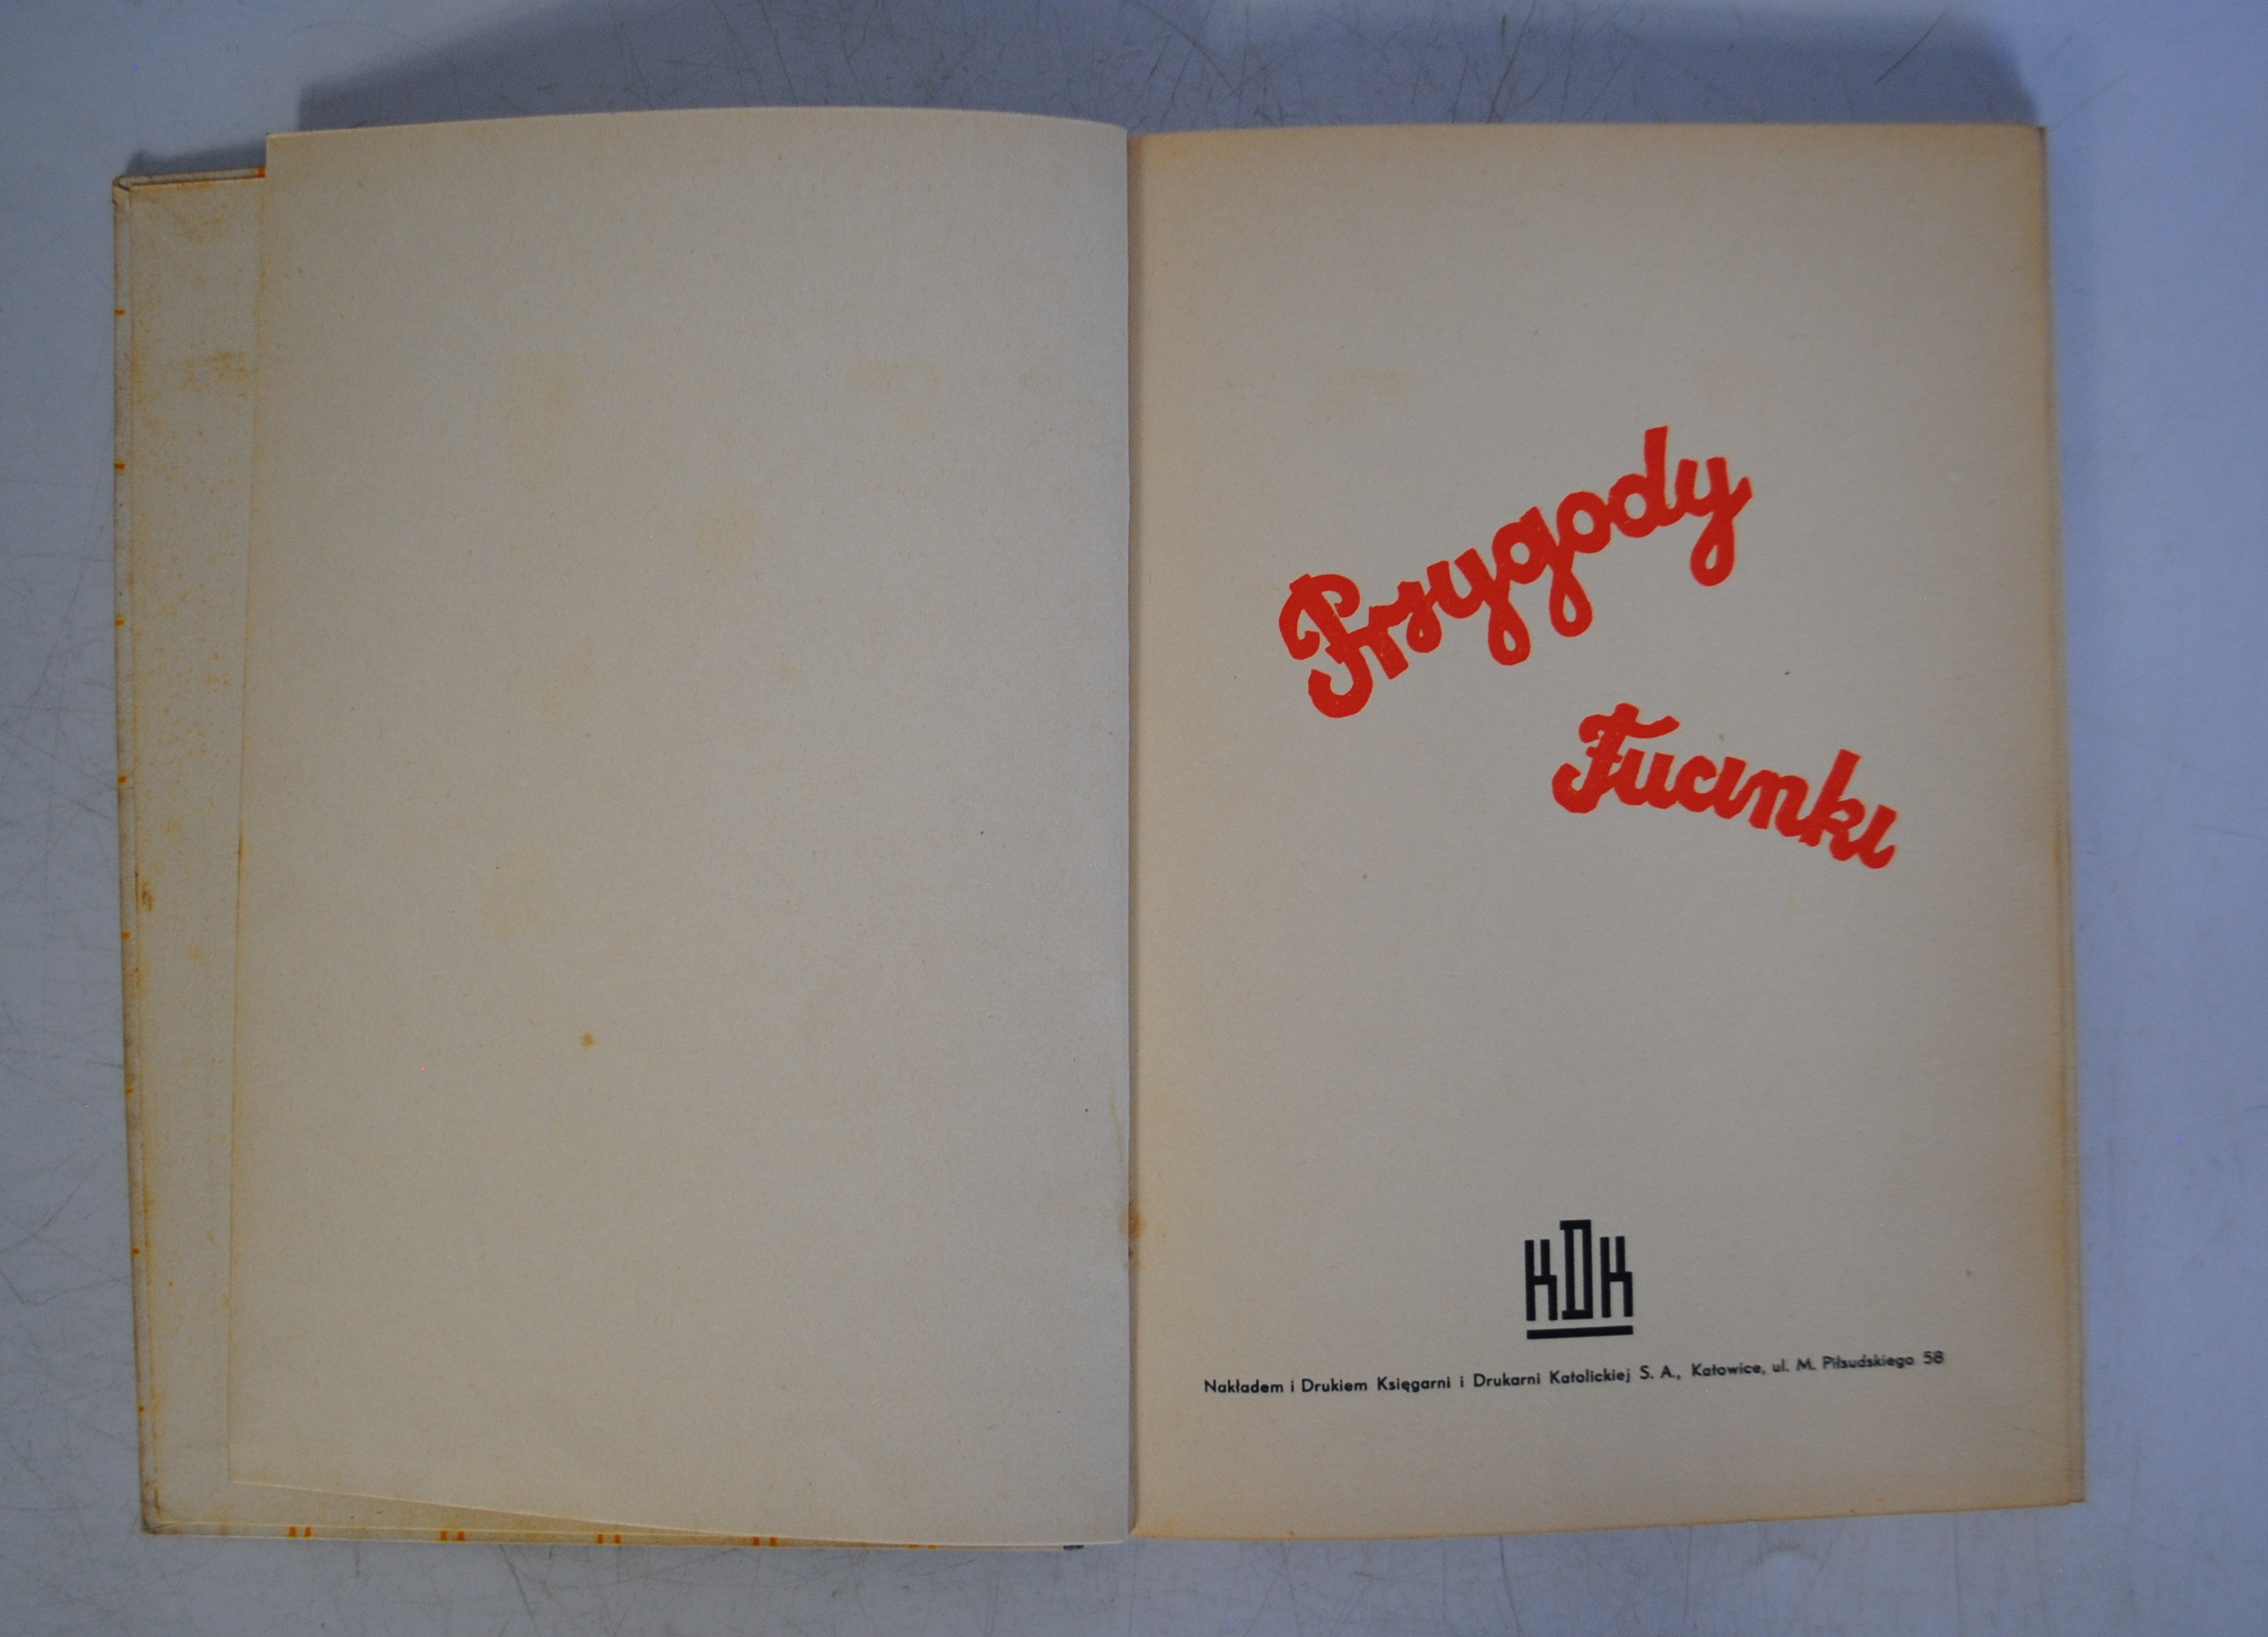 Przygody
Fucinki
KDK
Nakładem i Drukiem Księgarni i Drukarni Katolickiej S. A., Katowice, ul. M. Piłsudskiego 58